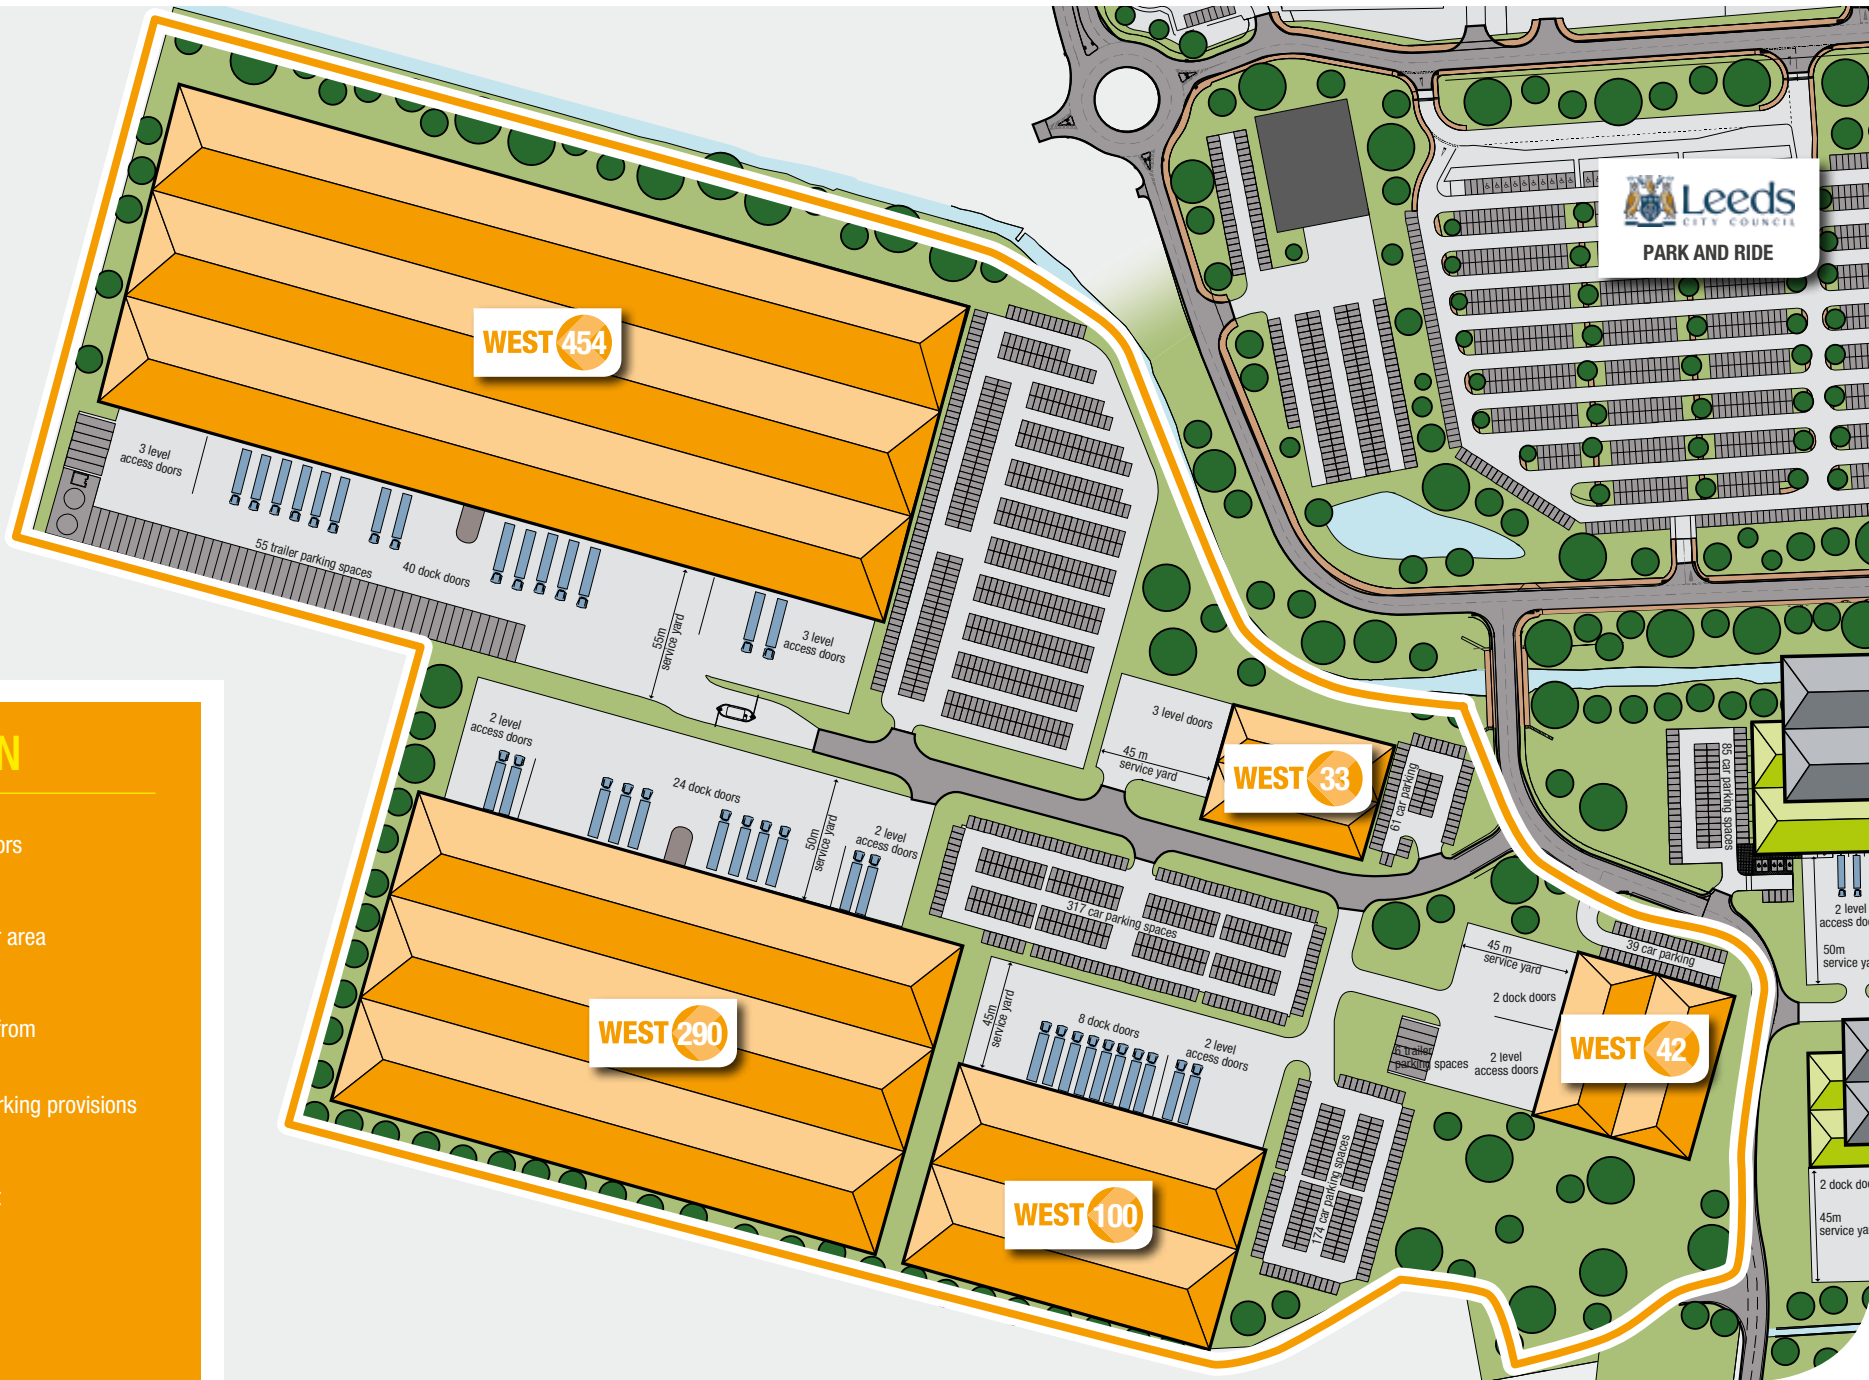 Leeds
CITY COUNCIL
PARK AND RIDE
WEST 454
3 level
access doors
55 trailer parking spaces
40 dock doors
55m
service yard
3 level
access doors
2 level
access doors
24 dock doors
50m
service yard
2 level
access doors
3 level doors
45 m
service yard
WEST 33
61 car parking
85 car parking spaces
317 car parking spaces
39 car parking
45 m
service yard
2 dock doors
2 level
access doors
WEST 42
6 trailer
parking spaces
WEST 290
45m
service yard
8 dock doors
2 level
access doors
WEST 100
174 car parking spaces
2 level
access do
50m
service ya
2 dock do
45m
service ya
N
ors
r area
from
rking provisions